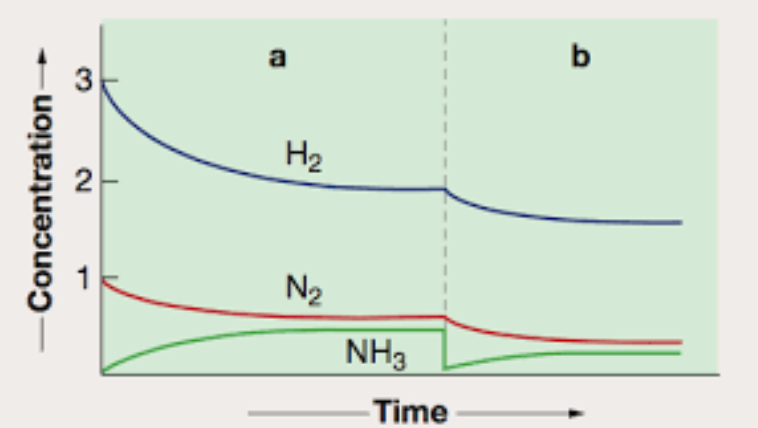 a
b
3
H₂
2
Concentration
1
N₂
NH₃
Time